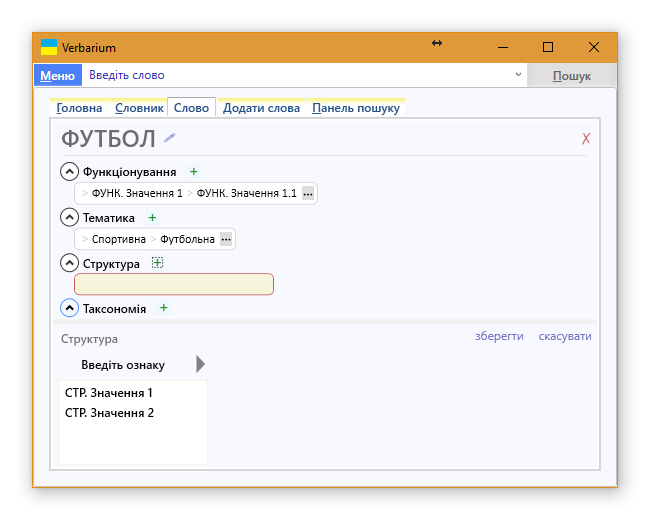 Verbarium
Меню Введіть слово Пошук
Головна Словник Слово Додати слова Панель пошуку
ФУТБОЛ X
Функціонування +
> ФУНК. Значення 1 > ФУНК. Значення 1.1 ...
Тематика +
> Спортивна > Футбольна ...
Структура +
Таксономія +
Структура зберегти скасувати
Введіть ознаку
СТР. Значення 1
СТР. Значення 2